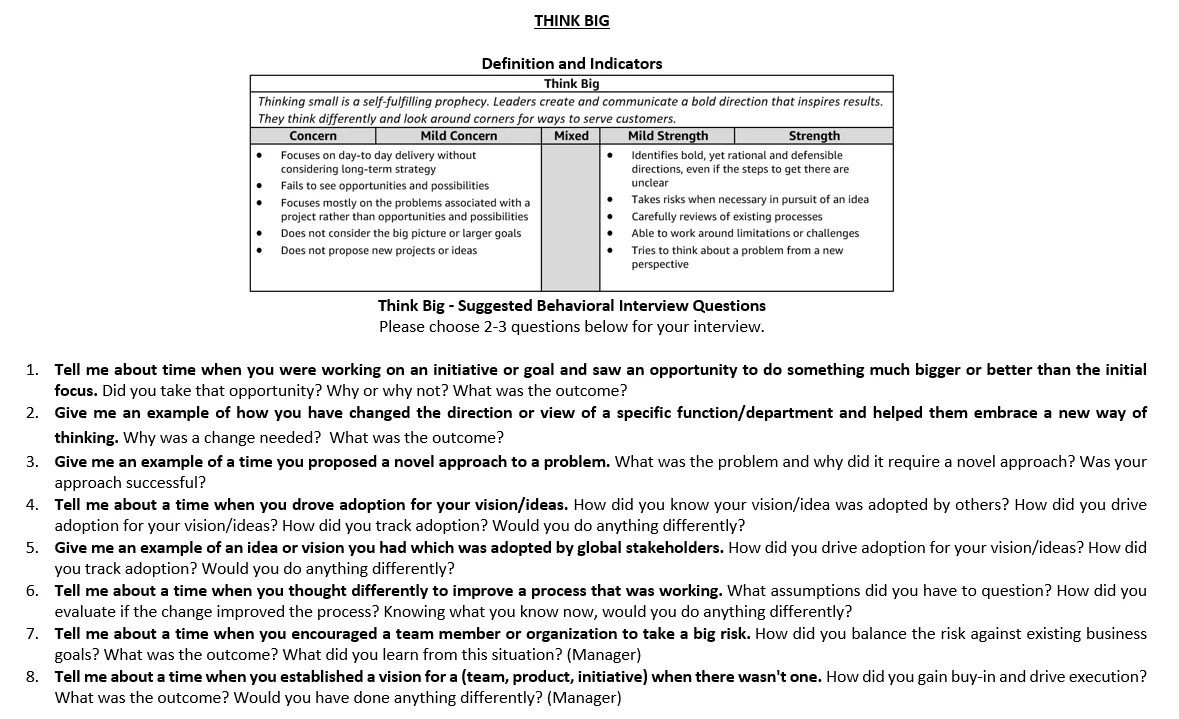 THINK BIG
Definition and Indicators
Think Big
Thinking small is a self-fulfilling prophecy. Leaders create and communicate a bold direction that inspires results.
They think differently and look around corners for ways to serve customers.
Concern Mild Concern Mixed Mild Strength Strength
• Focuses on day-to day delivery without
considering long-term strategy
• Fails to see opportunities and possibilities
• Focuses mostly on the problems associated with a
project rather than opportunities and possibilities
• Does not consider the big picture or larger goals
• Does not propose new projects or ideas
• Identifies bold, yet rational and defensible
directions, even if the steps to get there are
unclear
• Takes risks when necessary in pursuit of an idea
• Carefully reviews of existing processes
• Able to work around limitations or challenges
• Tries to think about a problem from a new
perspective
Think Big - Suggested Behavioral Interview Questions
Please choose 2-3 questions below for your interview.
1. Tell me about time when you were working on an initiative or goal and saw an opportunity to do something much bigger or better than the initial
focus. Did you take that opportunity? Why or why not? What was the outcome?
2. Give me an example of how you have changed the direction or view of a specific function/department and helped them embrace a new way of
thinking. Why was a change needed? What was the outcome?
3. Give me an example of a time you proposed a novel approach to a problem. What was the problem and why did it require a novel approach? Was your
approach successful?
4. Tell me about a time when you drove adoption for your vision/ideas. How did you know your vision/idea was adopted by others? How did you drive
adoption for your vision/ideas? How did you track adoption? Would you do anything differently?
5. Give me an example of an idea or vision you had which was adopted by global stakeholders. How did you drive adoption for your vision/ideas? How did
you track adoption? Would you do anything differently?
6. Tell me about a time when you thought differently to improve a process that was working. What assumptions did you have to question? How did you
evaluate if the change improved the process? Knowing what you know now, would you do anything differently?
7. Tell me about a time when you encouraged a team member or organization to take a big risk. How did you balance the risk against existing business
goals? What was the outcome? What did you learn from this situation? (Manager)
8. Tell me about a time when you established a vision for a (team, product, initiative) when there wasn't one. How did you gain buy-in and drive execution?
What was the outcome? Would you have done anything differently? (Manager)